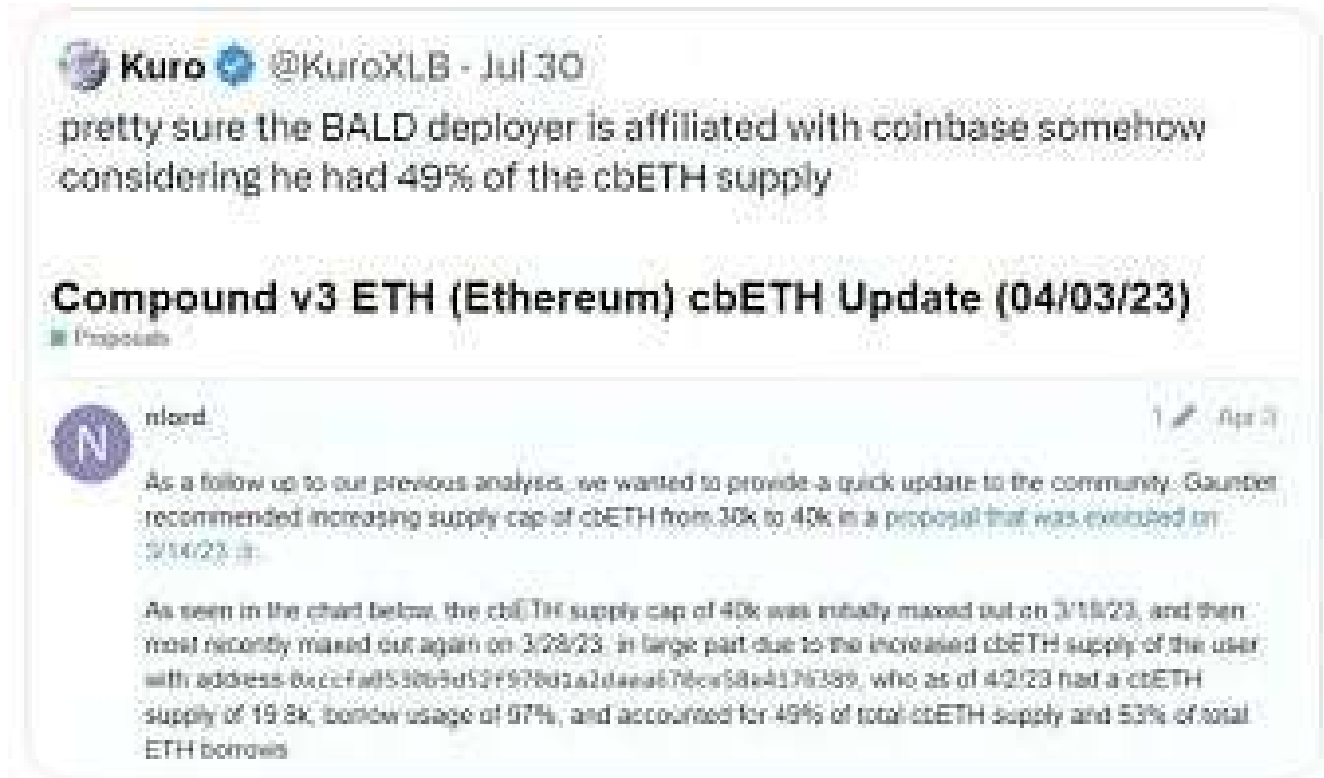 Kuro @KuroXLB - Jul 30
pretty sure the BALD deployer is affiliated with coinbase somehow
considering he had 49% of the cbETH supply
Compound v3 ETH (Ethereum) cbETH Update (04/03/23)
Proposals
N
nlord
1 Apr 3
As a follow up to our previous analysis, we wanted to provide a quick update to the community. Gauntlet
recommended increasing supply cap of cbETH from 30k to 40k in a proposal that was executed on
3/14/23
As seen in the chart below, the cbETH supply cap of 40k was initially maxed out on and then
most recently maxed out again on 3/28/23, in large part due to the increased cbETH supply of the user
with address who as of 4/2/23 had a cbETH
supply of 19.8k, borrow usage of 97%, and accounted for 49% of total cbETH supply and 53% of total
ETH borrows